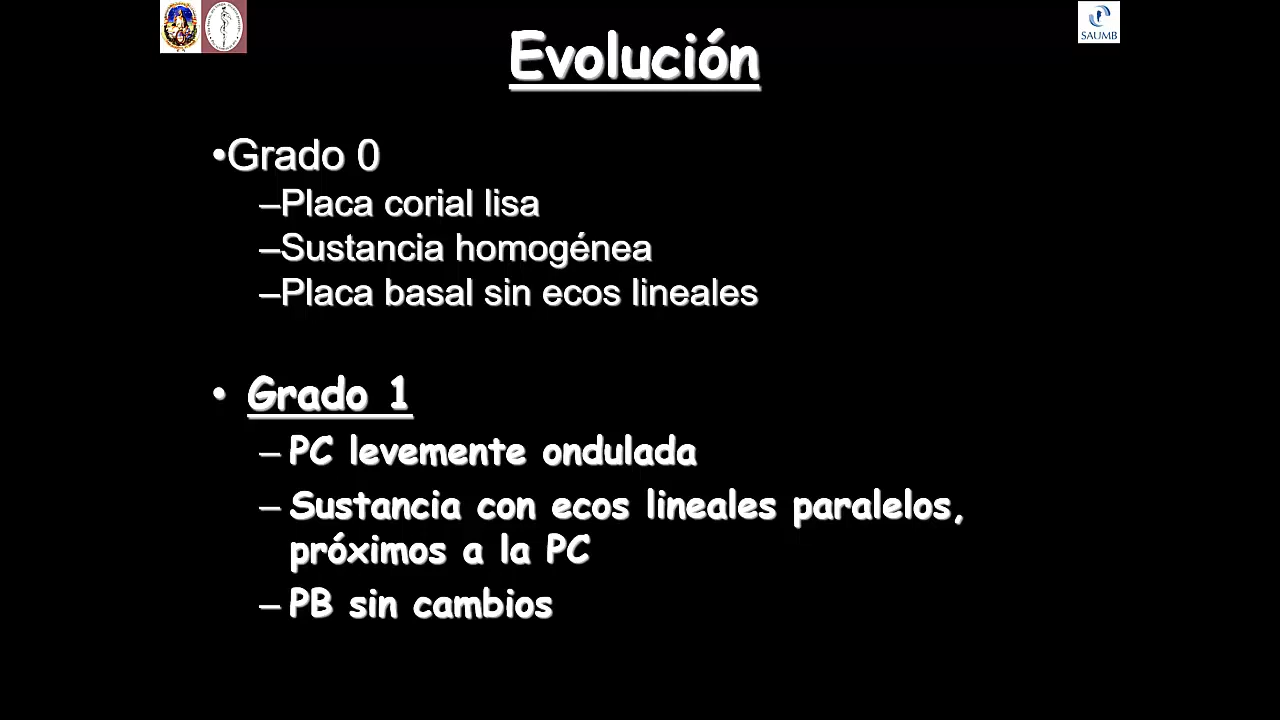 SAUMB
Evolución
•Grado 0
–Placa corial lisa
–Sustancia homogénea
–Placa basal sin ecos lineales
• Grado 1
– PC levemente ondulada
– Sustancia con ecos lineales paralelos,
próximos a la PC
– PB sin cambios